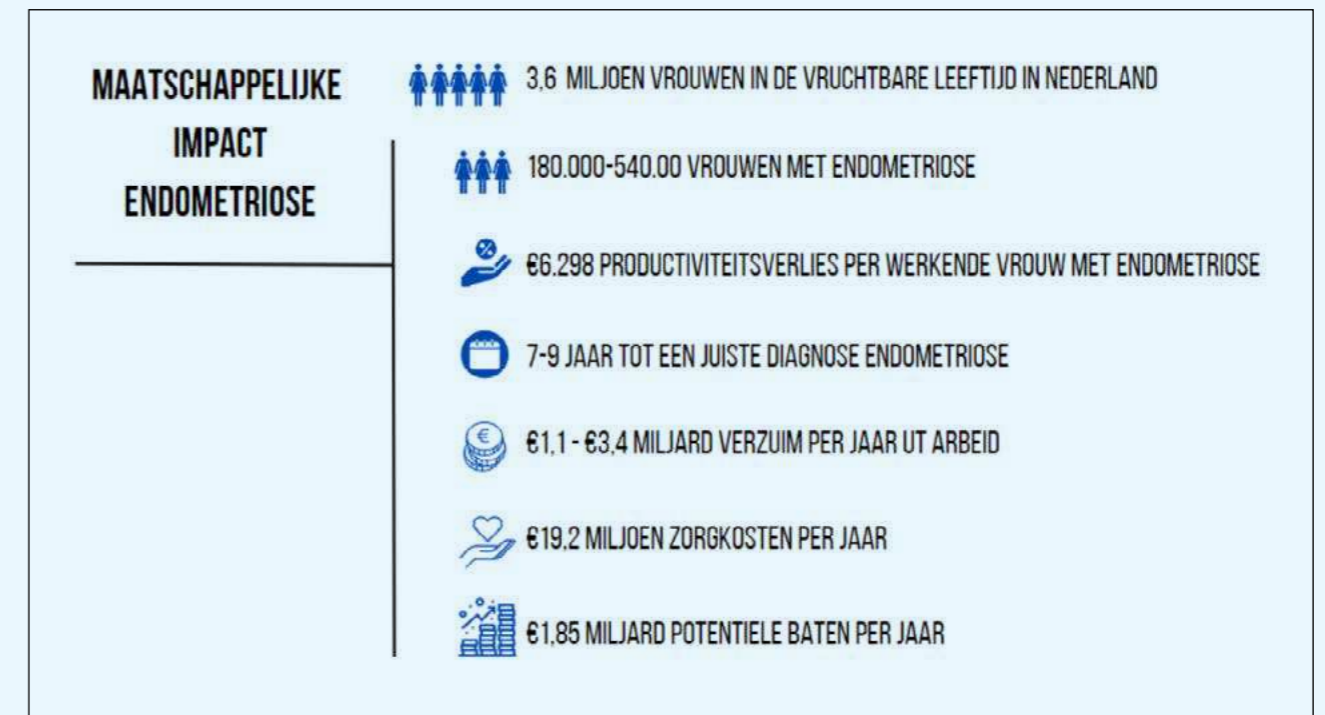 MAATSCHAPPELIJKE
IMPACT
ENDOMETRIOSE
3,6 MILJOEN VROUWEN IN DE VRUCHTBARE LEEFTIJD IN NEDERLAND
180.000-540.00 VROUWEN MET ENDOMETRIOSE
€6.298 PRODUCTIVITEITSVERLIES PER WERKENDE VROUW MET ENDOMETRIOSE
7-9 JAAR TOT EEN JUISTE DIAGNOSE ENDOMETRIOSE
€1,1 - €3,4 MILJARD VERZUIM PER JAAR UT ARBEID
€19,2 MILJOEN ZORGKOSTEN PER JAAR
€1,85 MILJARD POTENTIELE BATEN PER JAAR